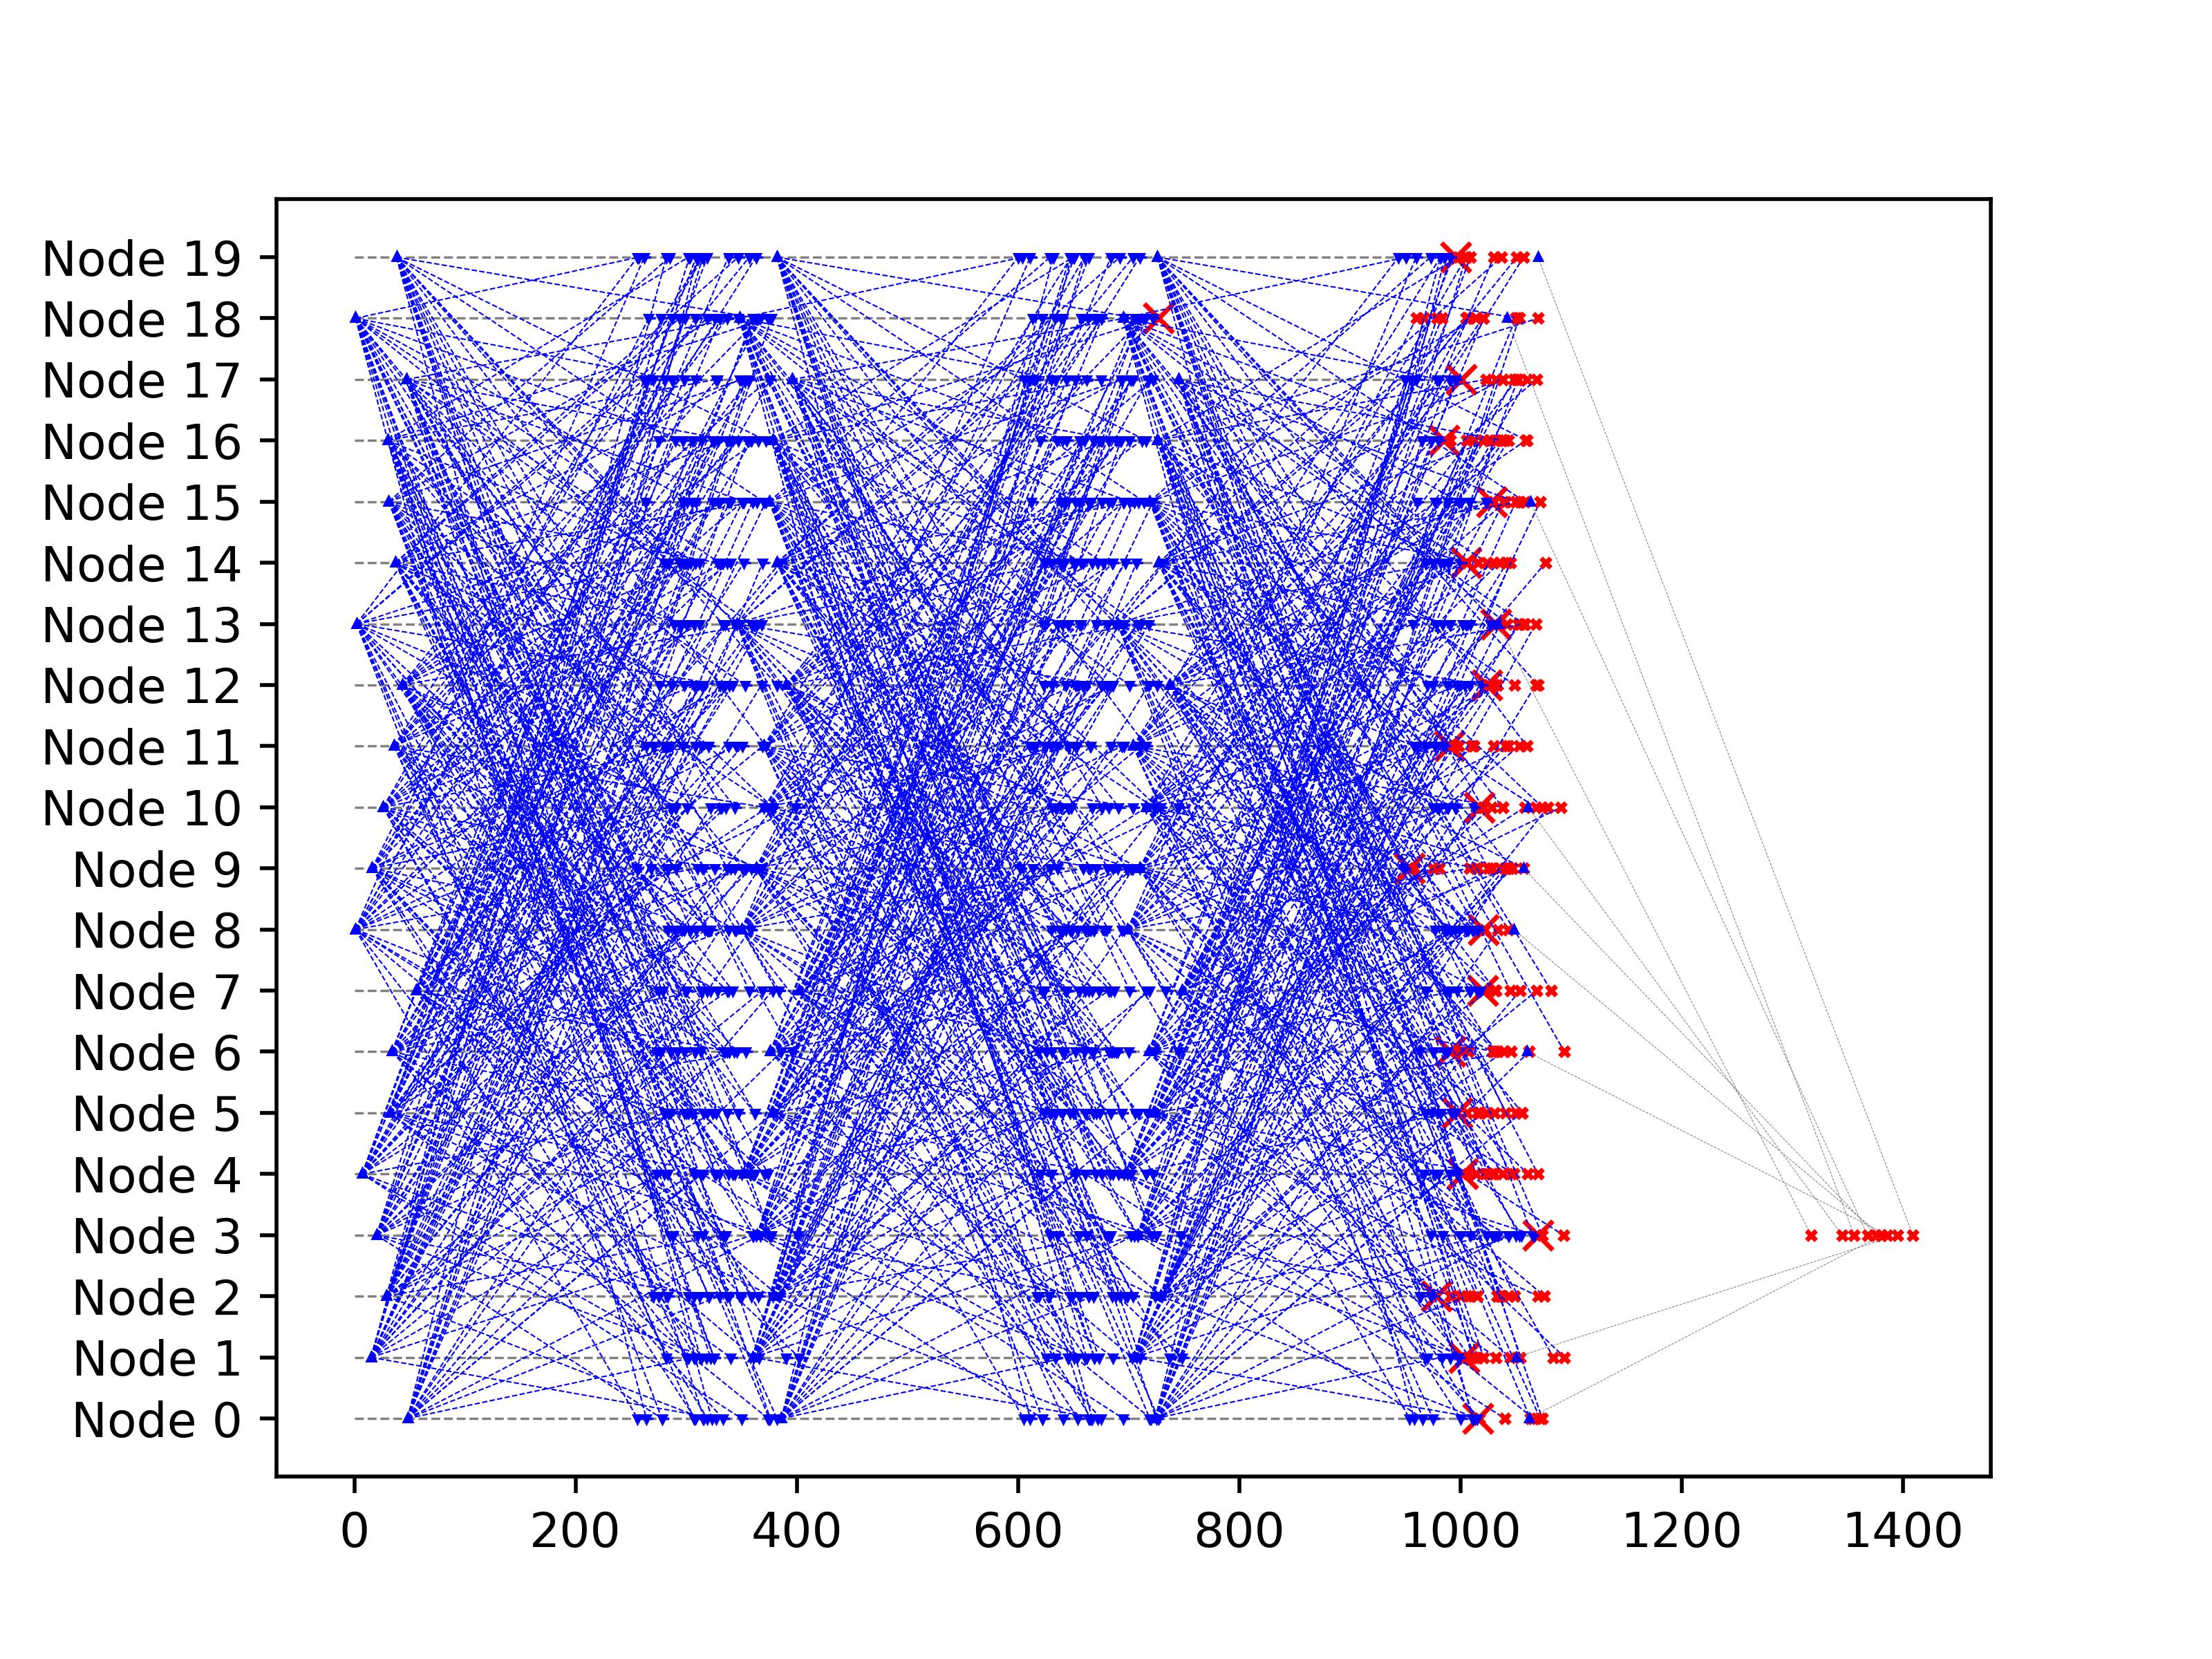 Node 19
Node 18
Node 17
Node 16
Node 15
Node 14
Node 13
Node 12
Node 11
Node 10
Node 9
Node 8
Node 7
Node 6
Node 5
Node 4
Node 3
Node 2
Node 1
Node 0
0 200 400 600 800 1000 1200 1400